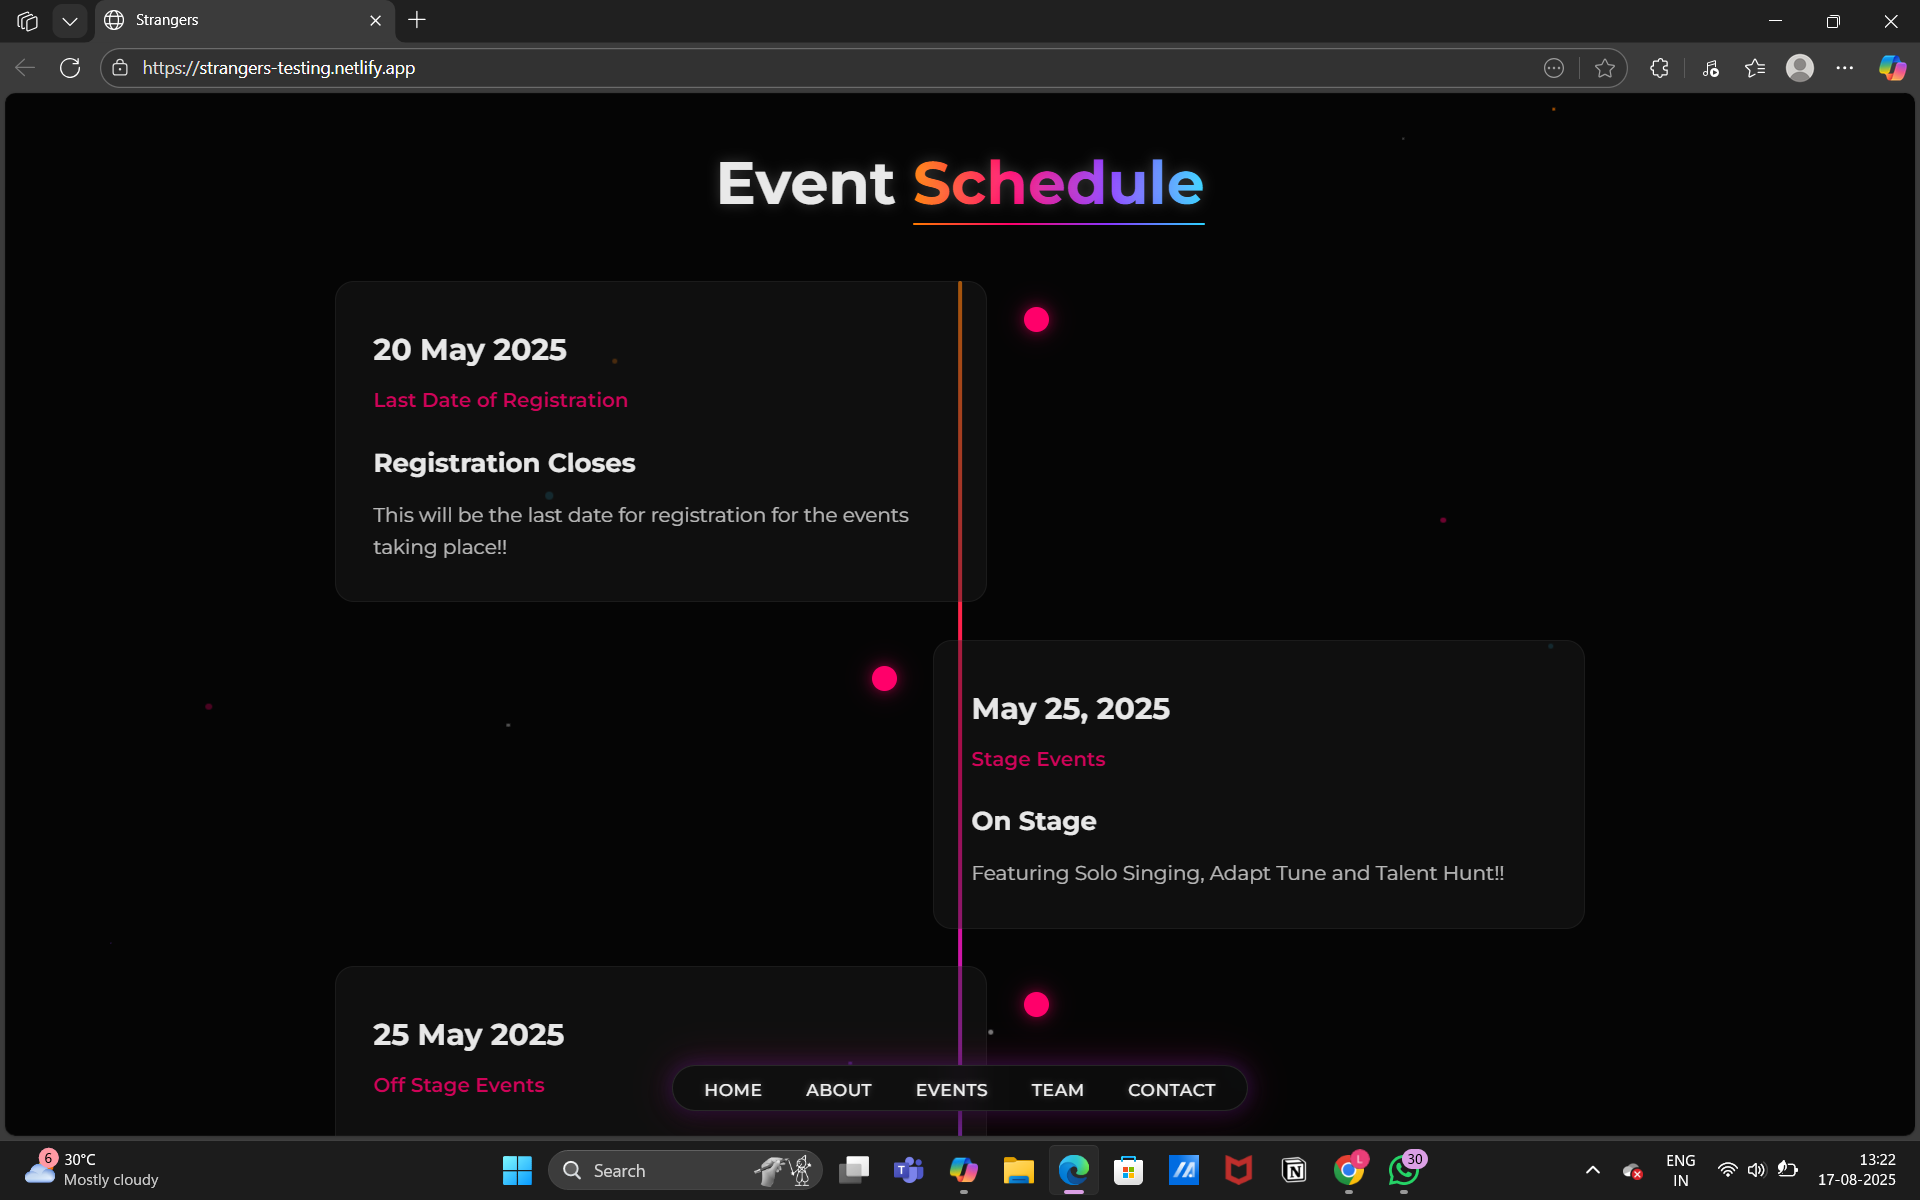 Strangers
https://strangers-testing.netlify.app
Event Schedule
20 May 2025
Last Date of Registration
Registration Closes
This will be the last date for registration for the events
taking place!!
May 25, 2025
Stage Events
On Stage
Featuring Solo Singing, Adapt Tune and Talent Hunt!!
25 May 2025
Off Stage Events
HOME ABOUT EVENTS TEAM CONTACT
6
30°C
Mostly cloudy
Search
L
30
ENG
IN
13:22
17-08-2025